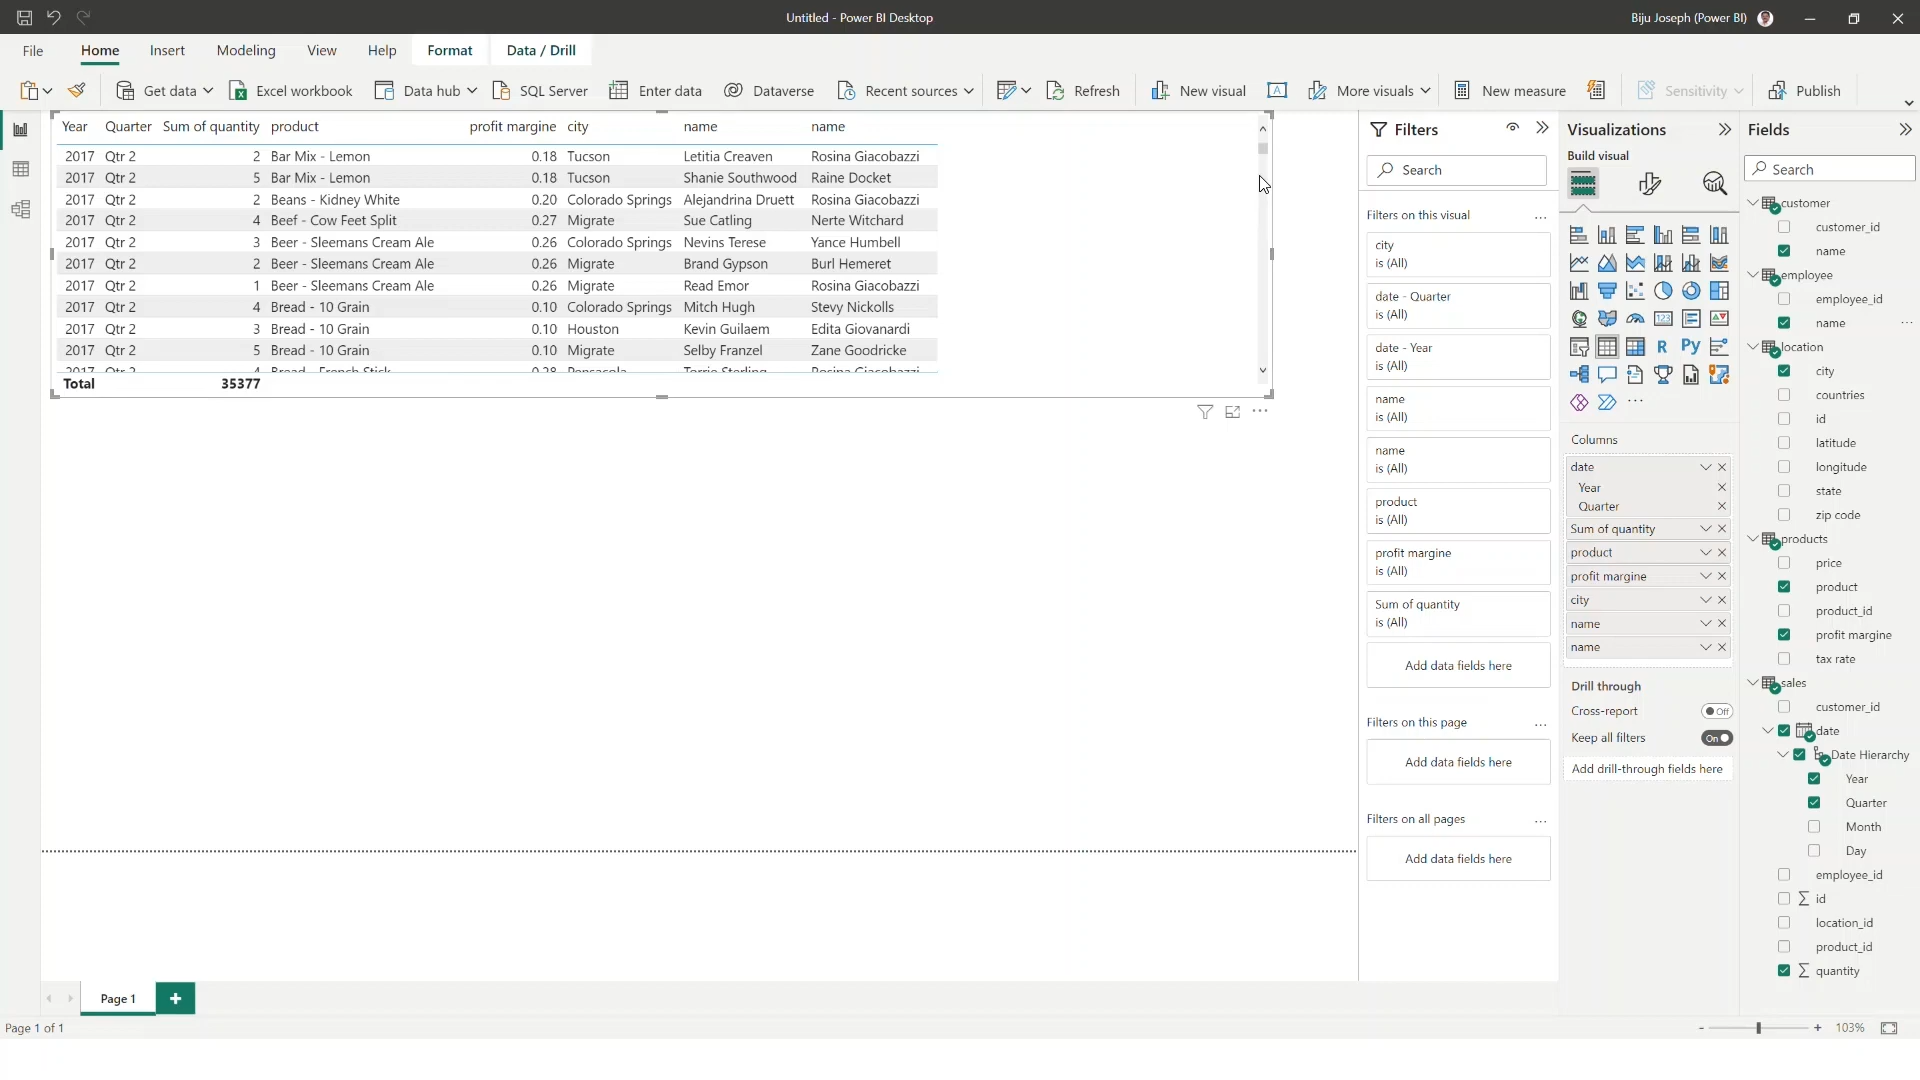 Untitled - Power BI Desktop
Biju Joseph (Power BI)
File Home Insert Modeling View Help Format Data / Drill
Get data Excel workbook Data hub SQL Server Enter data Dataverse Recent sources Refresh New visual More visuals New measure Sensitivity Publish
Year Quarter Sum of quantity product profit margine city name name
2017 Qtr 2 2 Bar Mix - Lemon 0.18 Tucson Letitia Creaven Rosina Giacobazzi
2017 Qtr 2 5 Bar Mix - Lemon 0.18 Tucson Shanie Southwood Raine Docket
2017 Qtr 2 2 Beans - Kidney White 0.20 Colorado Springs Alejandrina Druett Rosina Giacobazzi
2017 Qtr 2 4 Beef - Cow Feet Split 0.27 Migrate Sue Catling Nerte Witchard
2017 Qtr 2 3 Beer - Sleemans Cream Ale 0.26 Colorado Springs Nevins Terese Yance Humbell
2017 Qtr 2 2 Beer - Sleemans Cream Ale 0.26 Migrate Brand Gypson Burl Hemeret
2017 Qtr 2 1 Beer - Sleemans Cream Ale 0.26 Migrate Read Emor Rosina Giacobazzi
2017 Qtr 2 4 Bread - 10 Grain 0.10 Colorado Springs Mitch Hugh Stevy Nickolls
2017 Qtr 2 3 Bread - 10 Grain 0.10 Houston Kevin Guilaem Edita Giovanardi
2017 Qtr 2 5 Bread - 10 Grain 0.10 Migrate Selby Franzel Zane Goodricke
Total 35377
Filters
Search
Filters on this visual
city
is (All)
date - Quarter
is (All)
date - Year
is (All)
name
is (All)
name
is (All)
product
is (All)
profit margine
is (All)
Sum of quantity
is (All)
Add data fields here
Filters on this page
Add data fields here
Filters on all pages
Add data fields here
Visualizations
Build visual
R Py
123
Columns
date
Year
Quarter
Sum of quantity
product
profit margine
city
name
name
Drill through
Cross-report Off
Keep all filters On
Add drill-through fields here
Fields
Search
customer
customer_id
name
employee
employee_id
name
location
city
countries
id
latitude
longitude
state
zip code
products
price
product
product_id
profit margine
tax rate
sales
customer_id
date
Date Hierarchy
Year
Quarter
Month
Day
employee_id
id
location_id
product_id
quantity
Page 1
Page 1 of 1
103%